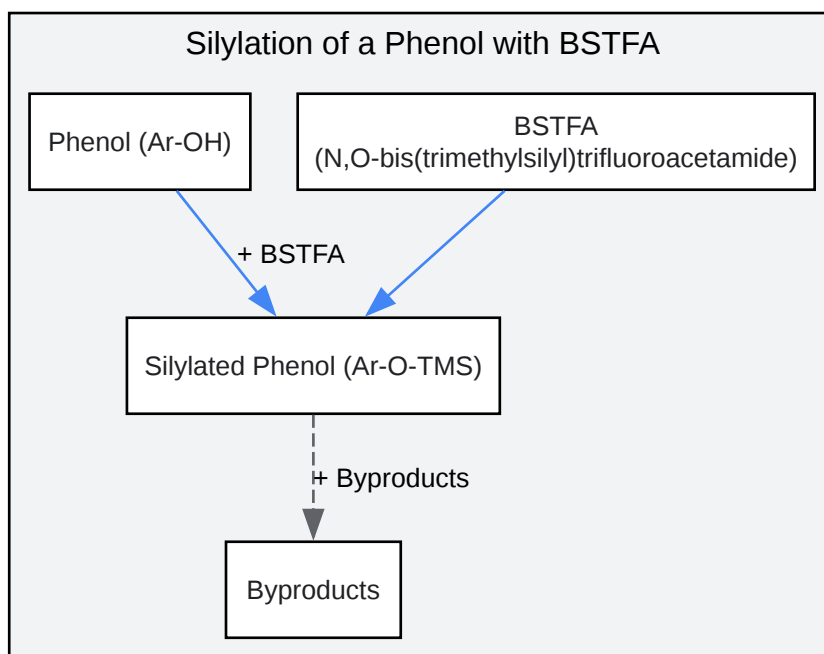 Silylation of a Phenol with BSTFA
Phenol (Ar-OH)
BSTFA
(N,O-bis(trimethylsilyl)trifluoroacetamide)
+ BSTFA
Silylated Phenol (Ar-O-TMS)
+ Byproducts
Byproducts